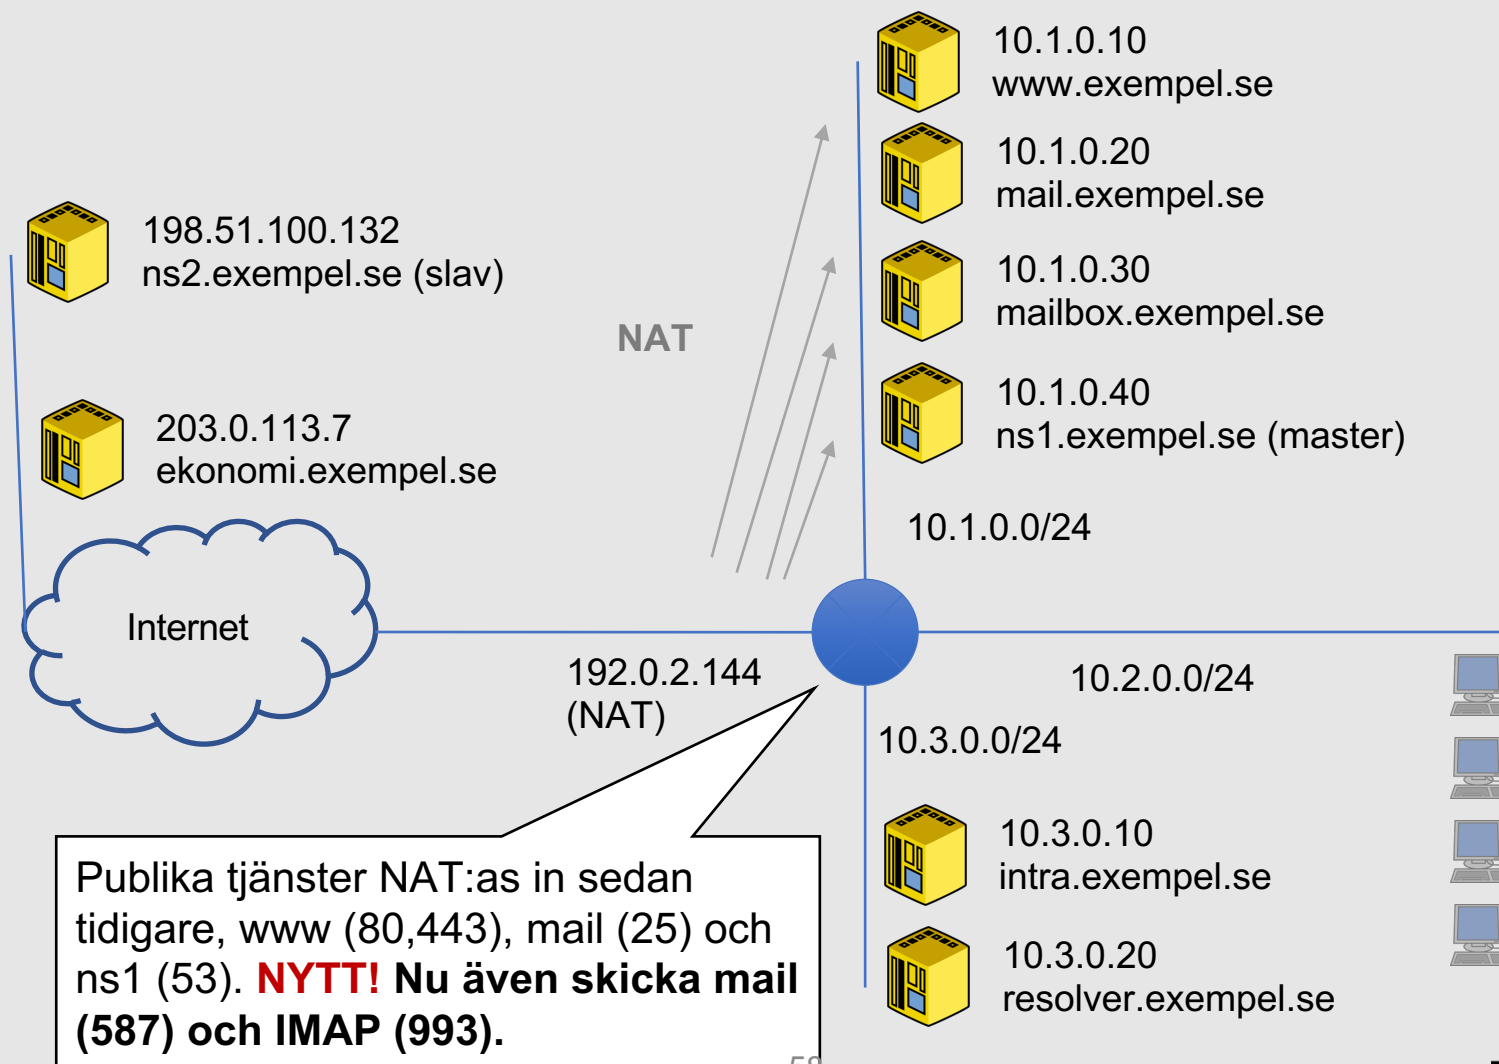 10.1.0.10
www.exempel.se
10.1.0.20
mail.exempel.se
198.51.100.132
ns2.exempel.se (slav)
10.1.0.30
mailbox.exempel.se
NAT
10.1.0.40
ns1.exempel.se (master)
203.0.113.7
ekonomi.exempel.se
10.1.0.0/24
Internet
192.0.2.144
(NAT)
10.2.0.0/24
10.3.0.0/24
10.3.0.10
intra.exempel.se
10.3.0.20
resolver.exempel.se
Publika tjänster NAT:as in sedan
tidigare, www (80,443), mail (25) och
ns1 (53). NYTT! Nu även skicka mail
(587) och IMAP (993).